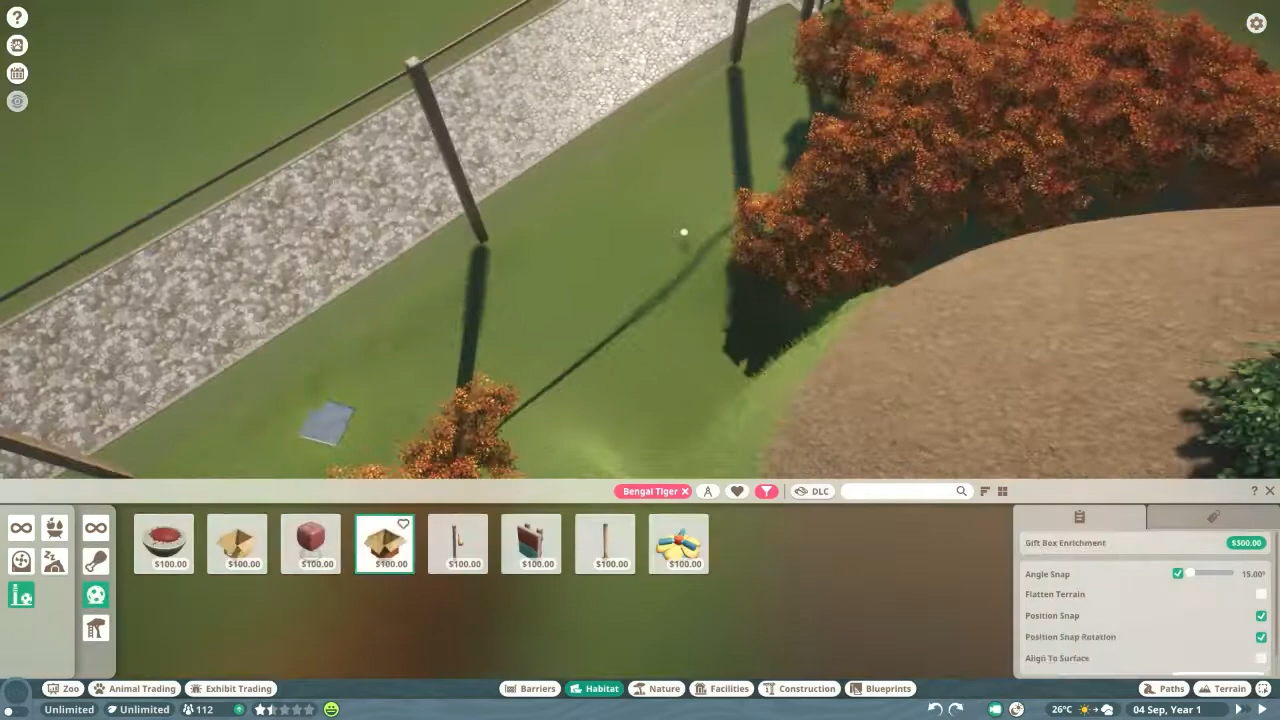 ?
Bengal Tiger ×
DLC
? ×
$100.00 $100.00 $100.00 $100.00 $100.00 $100.00 $100.00 $100.00
Gift Box Enrichment $500.00
Angle Snap 15.00°
Flatten Terrain
Position Snap
Position Snap Rotation
Align To Surface
Zoo Animal Trading Exhibit Trading Barriers Habitat Nature Facilities Construction Blueprints Paths Terrain
Unlimited Unlimited 112 26°C 04 Sep, Year 1